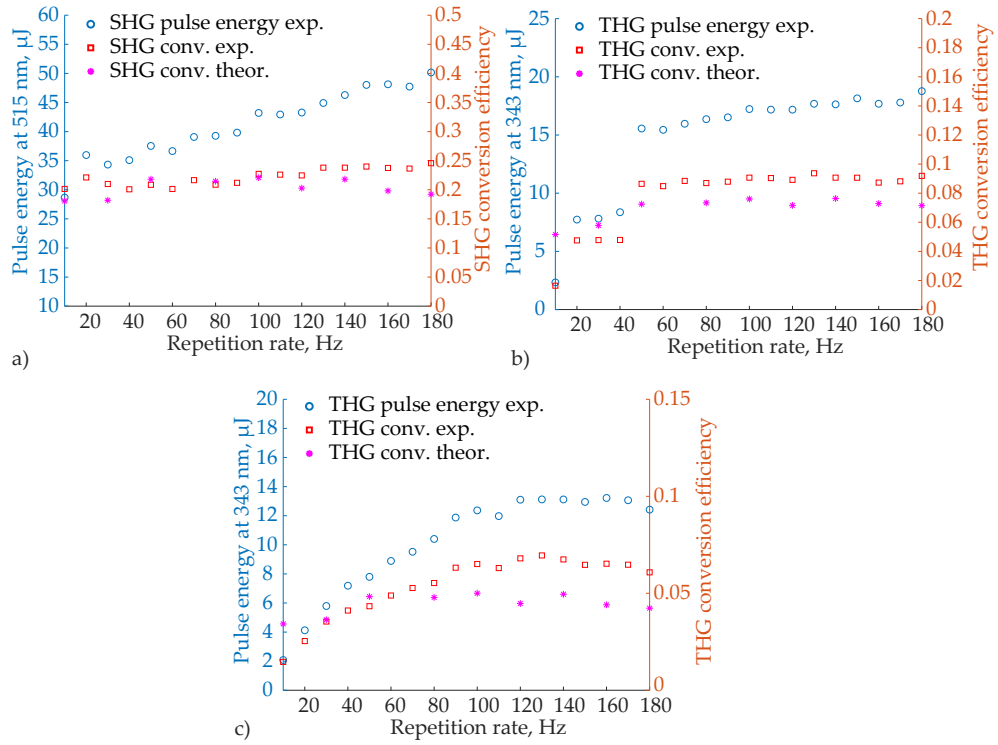 SHG pulse energy exp.
SHG conv. exp.
SHG conv. theor.
Pulse energy at 515 nm, μJ
60
55
50
45
40
35
30
25
20
15
10
0.5
0.45
0.4
0.35
0.3
0.25
0.2
0.15
0.1
0.05
0
SHG conversion efficiency
20 40 60 80 100 120 140 160 180
Repetition rate, Hz
a)
THG pulse energy exp.
THG conv. exp.
THG conv. theor.
Pulse energy at 343 nm, μJ
25
20
15
10
5
0
0.2
0.18
0.16
0.14
0.12
0.1
0.08
0.06
0.04
0.02
0
THG conversion efficiency
20 40 60 80 100 120 140 160 180
Repetition rate, Hz
b)
THG pulse energy exp.
THG conv. exp.
THG conv. theor.
Pulse energy at 343 nm, μJ
20
18
16
14
12
10
8
6
4
2
0
0.15
0.1
0.05
0
THG conversion efficiency
20 40 60 80 100 120 140 160 180
Repetition rate, Hz
c)